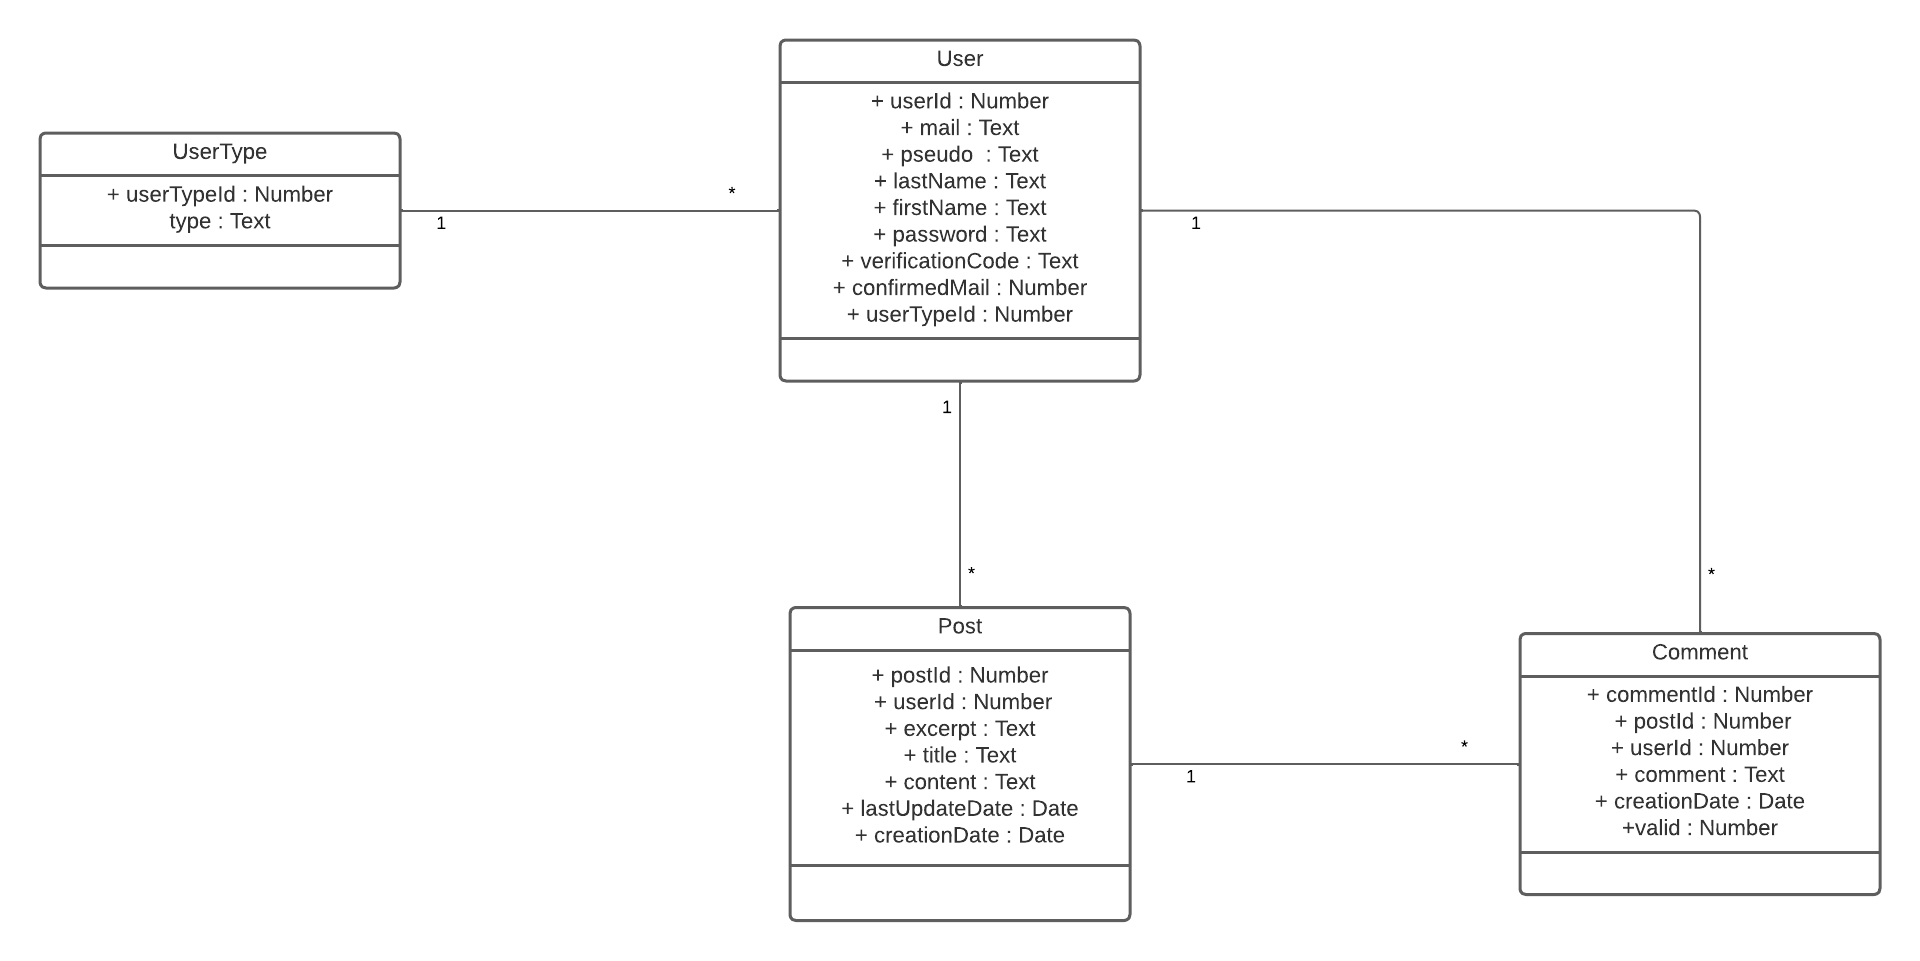 User
+ userId : Number
+ mail : Text
+ pseudo  : Text
+ lastName : Text
+ firstName : Text
+ password : Text
+ verificationCode : Text
+ confirmedMail : Number
+ userTypeId : Number
UserType
+ userTypeId : Number
type : Text
1
*
1
*
1
*
Post
+ postId : Number
+ userId : Number
+ excerpt : Text
+ title : Text
+ content : Text
+ lastUpdateDate : Date
+ creationDate : Date
1
*
Comment
+ commentId : Number
+ postId : Number
+ userId : Number
+ comment : Text
+ creationDate : Date
+valid : Number